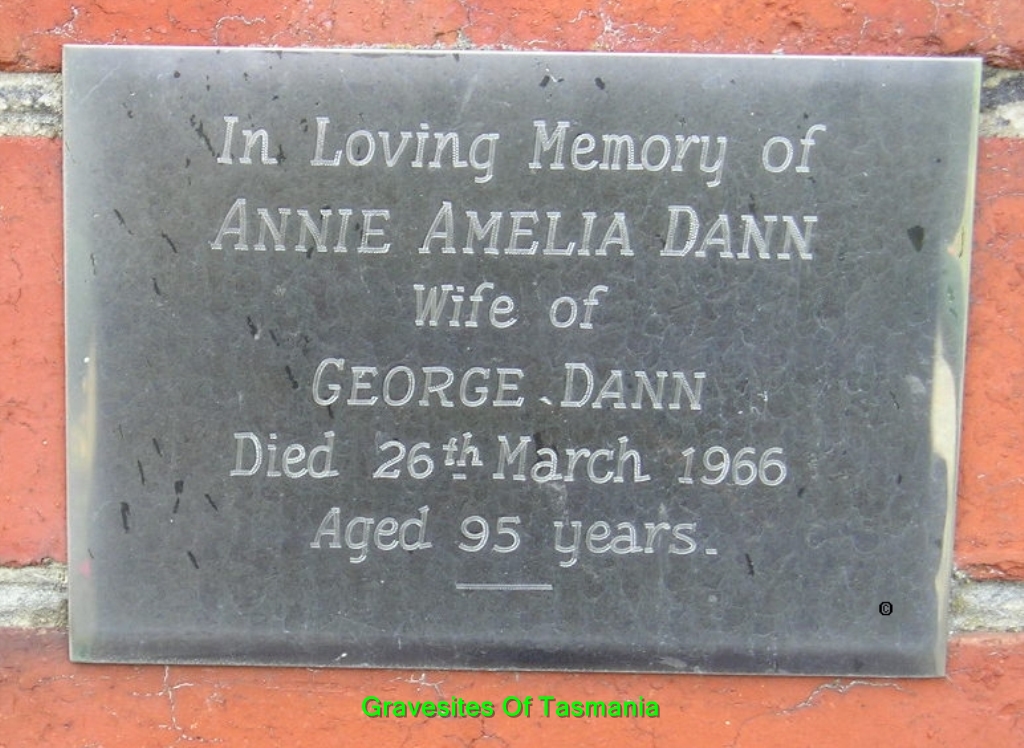 In Loving Memory of
ANNIE AMELIA DANN
Wife of
GEORGE DANN
Died 26th March 1966
Aged 95 years.
©
Gravesites Of Tasmania